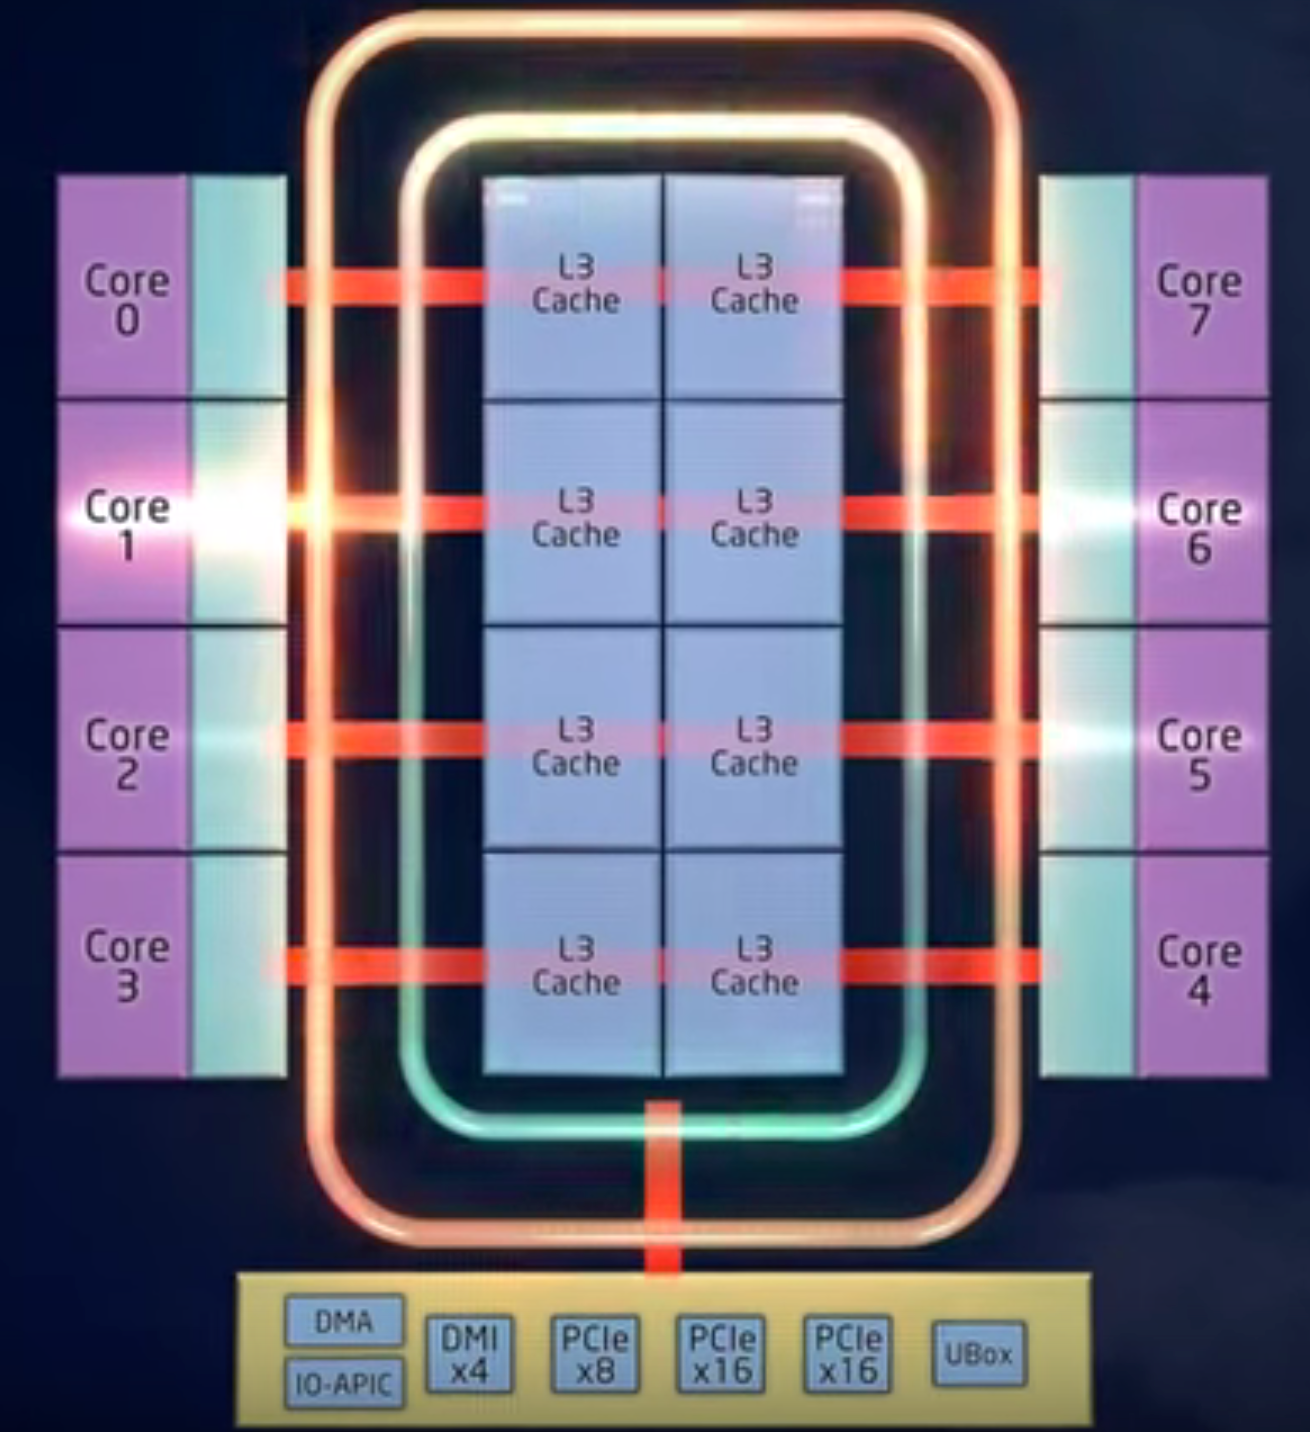 Core
0
L3
Cache
L3
Cache
Core
7
Core
1
L3
Cache
L3
Cache
Core
6
Core
2
L3
Cache
L3
Cache
Core
5
Core
3
L3
Cache
L3
Cache
Core
4
DMA
IO-APIC
DMI
x4
PCIe
x8
PCIe
x16
PCIe
x16
UBox